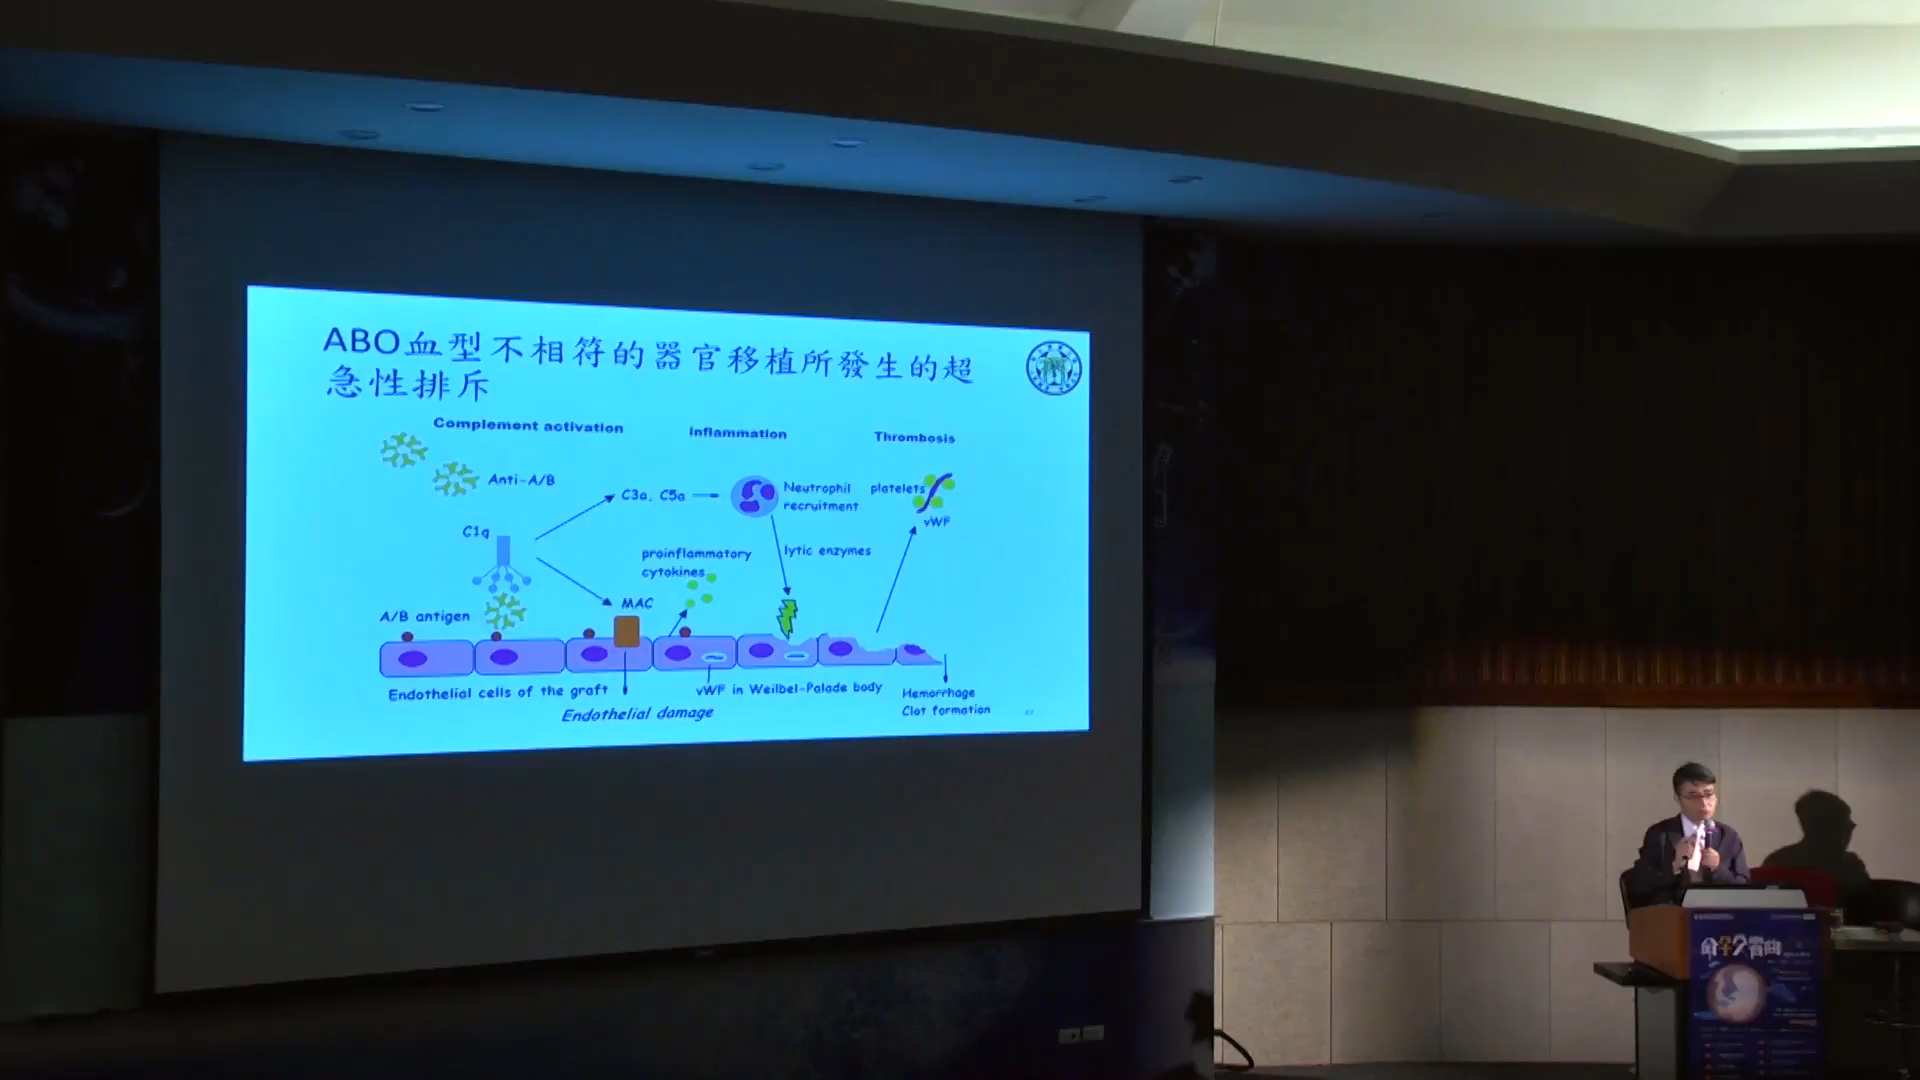 ABO血型不相符的器官移植所發生的超
急性排斥
Complement activation
Inflammation
Thrombosis
Anti-A/B
C3a, C5a
Neutrophil
recruitment
platelets
vWF
C1q
proinflammatory
cytokines
lytic enzymes
MAC
A/B antigen
Endothelial cells of the graft
vWF in Weilbel-Palade body
Hemorrhage
Clot formation
Endothelial damage